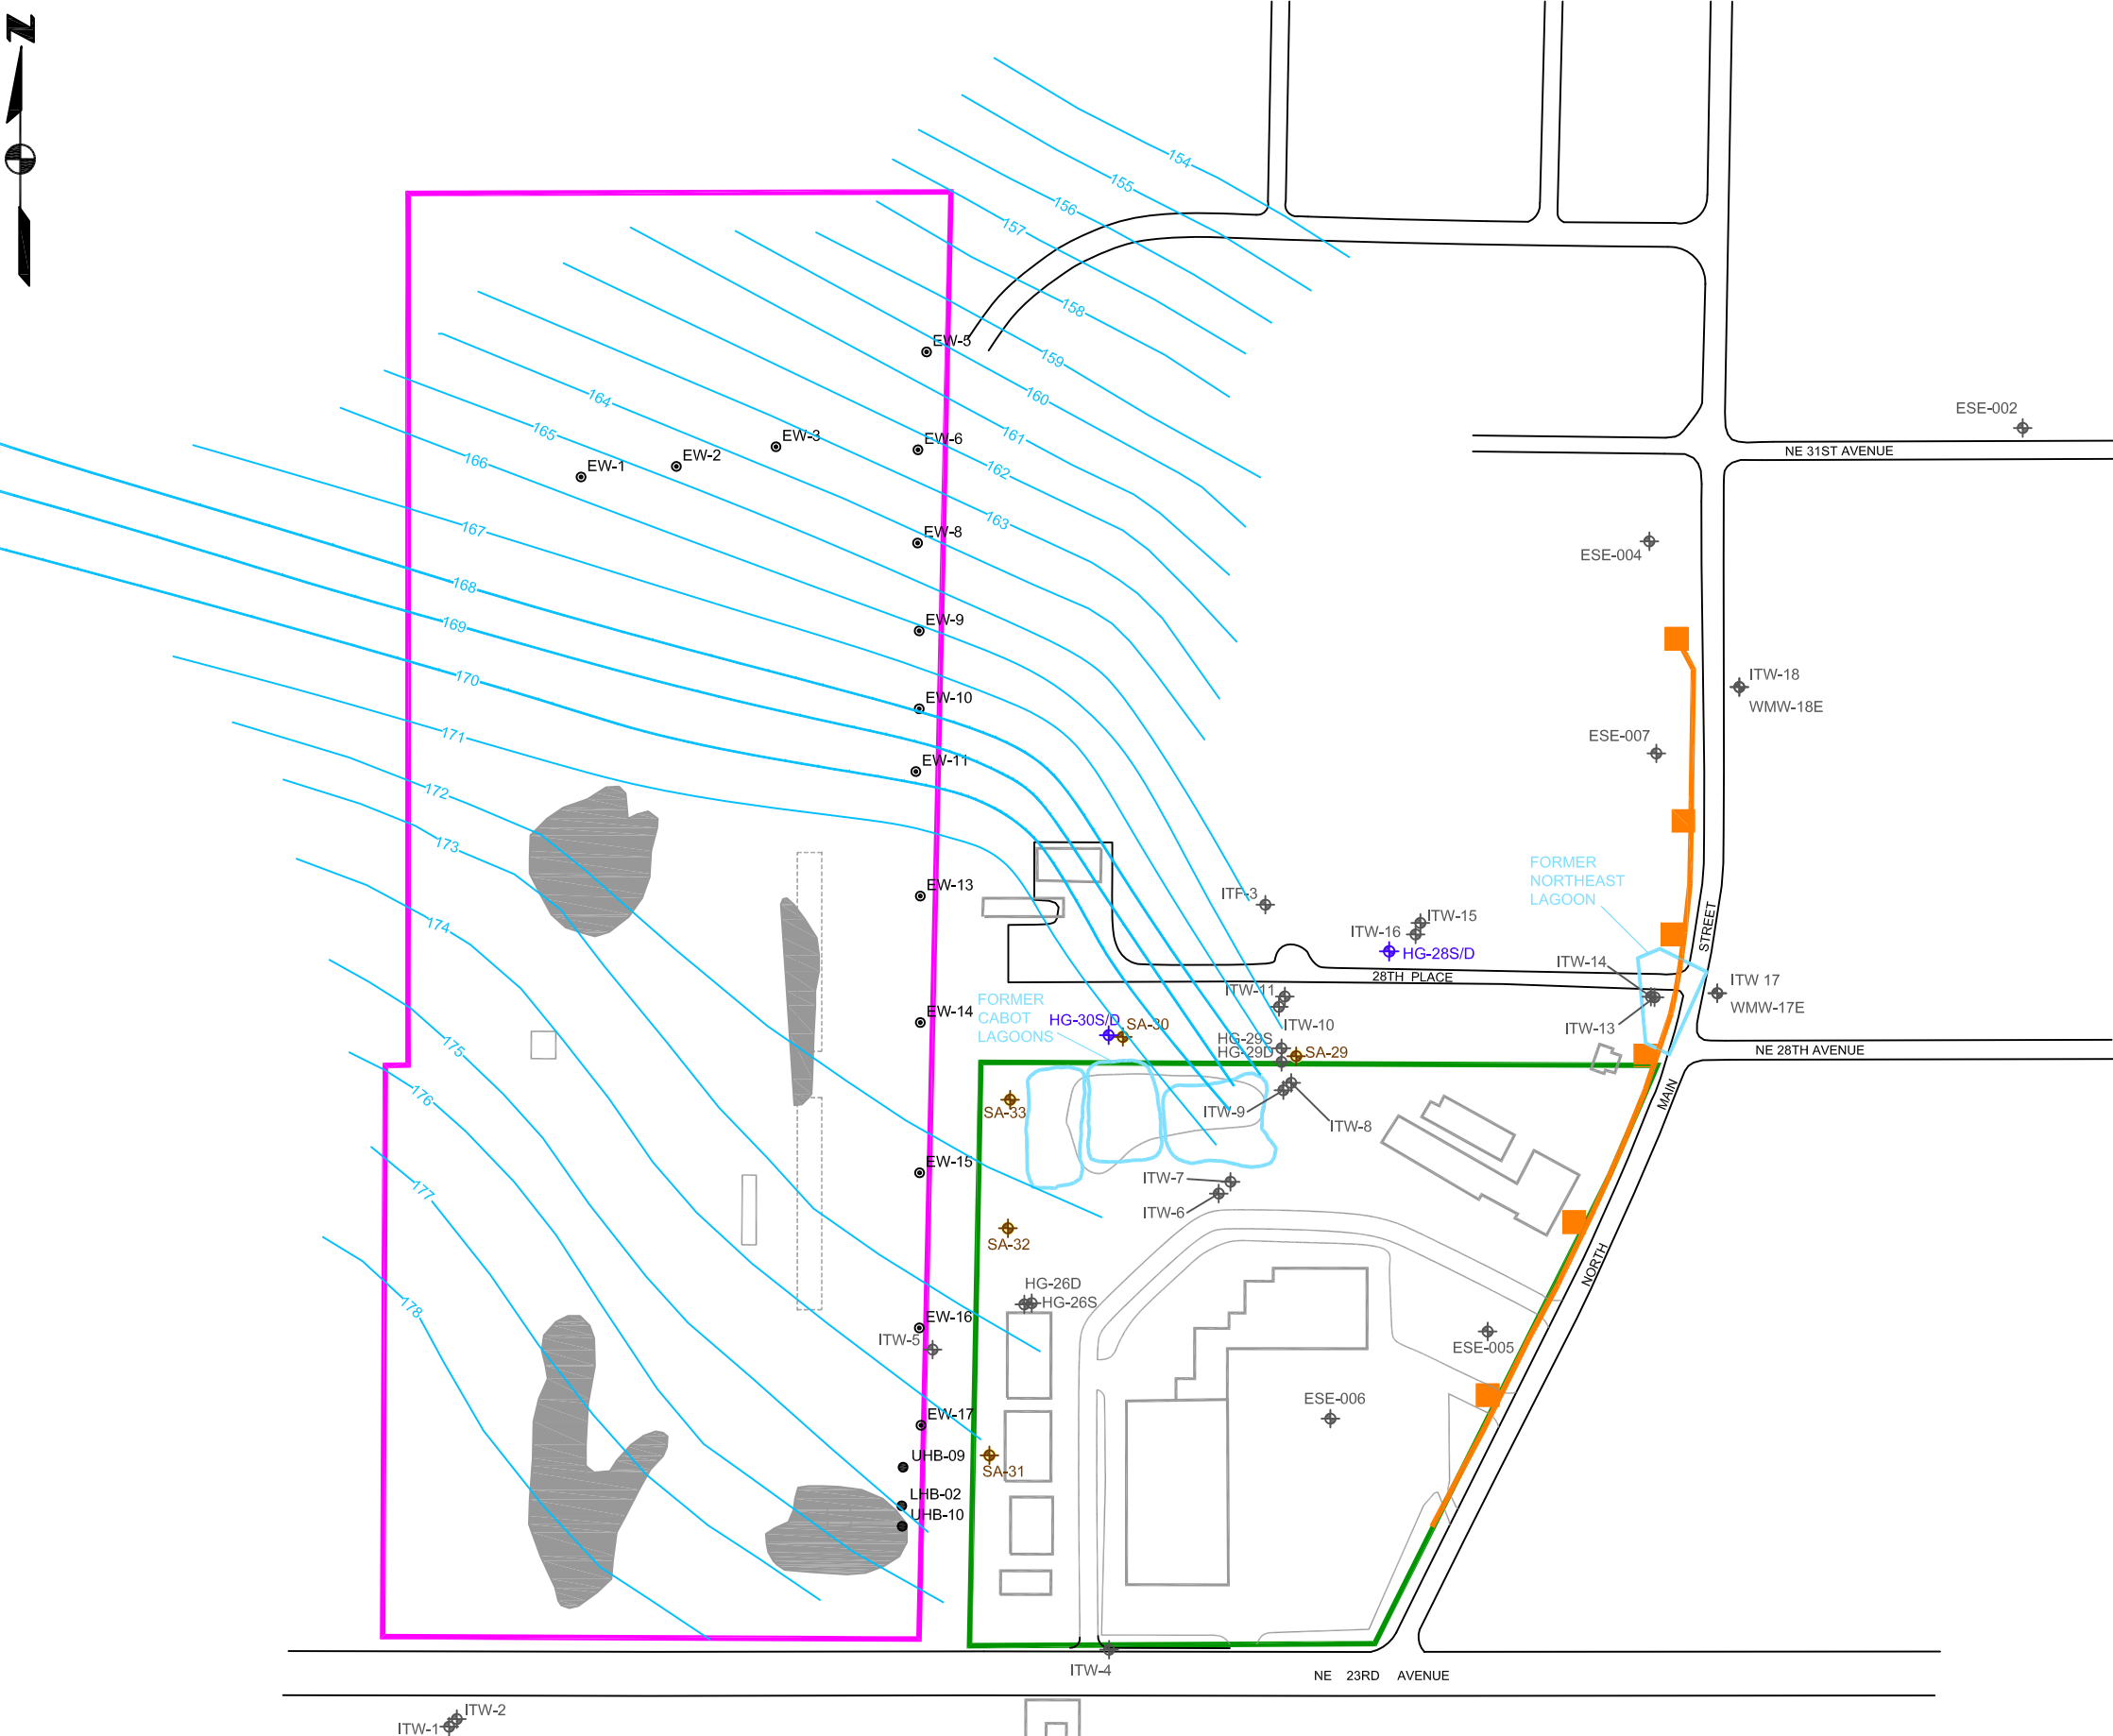 N
154
155
156
157
158
159
160
161
162
163
164
165
166
167
168
169
170
171
172
173
174
175
176
177
178
EW-5
EW-3
EW-6
EW-2
EW-1
EW-8
EW-9
EW-10
EW-11
EW-13
EW-14
EW-15
EW-16
ITW-5
EW-17
UHB-09
LHB-02
UHB-10
ESE-002
NE 31ST AVENUE
ESE-004
ITW-18
WMW-18E
ESE-007
FORMER
NORTHEAST
LAGOON
STREET
ITF-3
ITW-15
ITW-16
HG-28S/D
ITW-14
28TH PLACE
ITW 17
WMW-17E
ITW-11
ITW-10
ITW-13
FORMER
CABOT
LAGOONS
HG-30S/D
SA-30
HG-29S
HG-29D
SA-29
NE 28TH AVENUE
MAIN
SA-33
ITW-9
ITW-8
ITW-7
ITW-6
SA-32
NORTH
HG-26D
HG-26S
ESE-005
ESE-006
SA-31
ITW-4
NE 23RD AVENUE
ITW-2
ITW-1